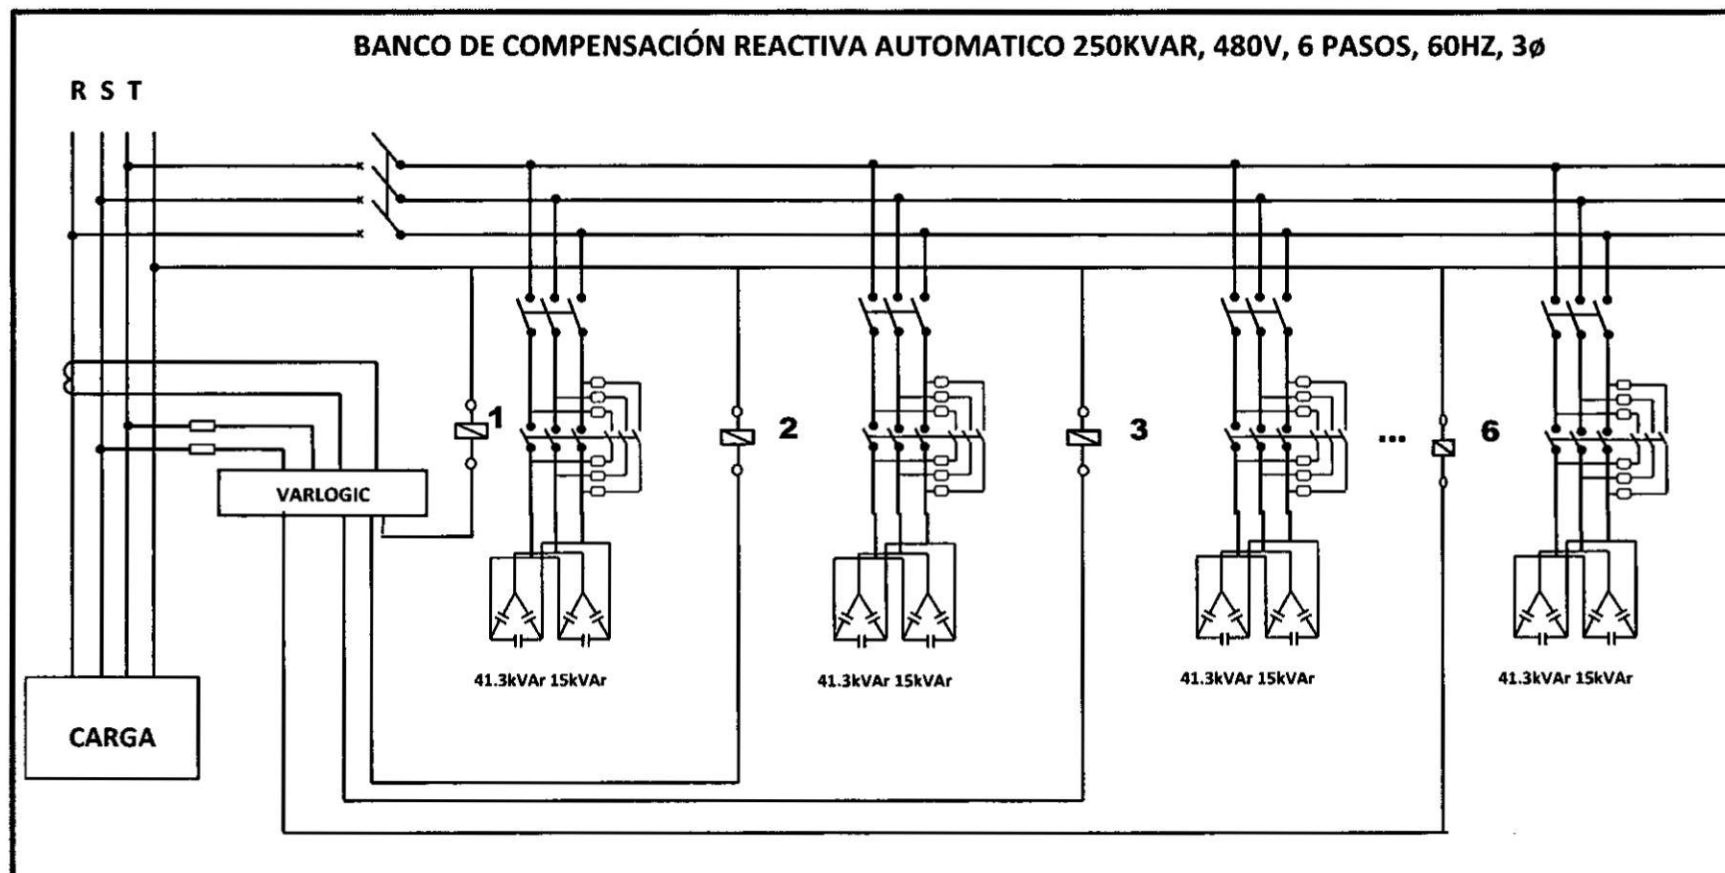 BANCO DE COMPENSACIÓN REACTIVA AUTOMATICO 250KVAR, 480V, 6 PASOS, 60HZ, 3ø
R S T
1
2
3
...
6
VARLOGIC
41.3kVAr 15kVAr
41.3kVAr 15kVAr
41.3kVAr 15kVAr
41.3kVAr 15kVAr
CARGA